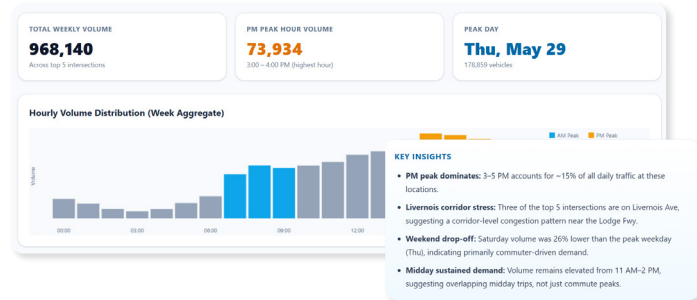 TOTAL WEEKLY VOLUME
968,140
Across top 5 intersections
PM PEAK HOUR VOLUME
73,934
3:00 – 4:00 PM (highest hour)
PEAK DAY
Thu, May 29
178,859 vehicles
Hourly Volume Distribution (Week Aggregate)
AM Peak
PM Peak
Volume
00:00
03:00
06:00
09:00
12:00
KEY INSIGHTS
• PM peak dominates: 3–5 PM accounts for ~15% of all daily traffic at these
locations.
• Livernois corridor stress: Three of the top 5 intersections are on Livernois Ave,
suggesting a corridor-level congestion pattern near the Lodge Fwy.
• Weekend drop-off: Saturday volume was 26% lower than the peak weekday
(Thu), indicating primarily commuter-driven demand.
• Midday sustained demand: Volume remains elevated from 11 AM–2 PM,
suggesting overlapping midday trips, not just commute peaks.